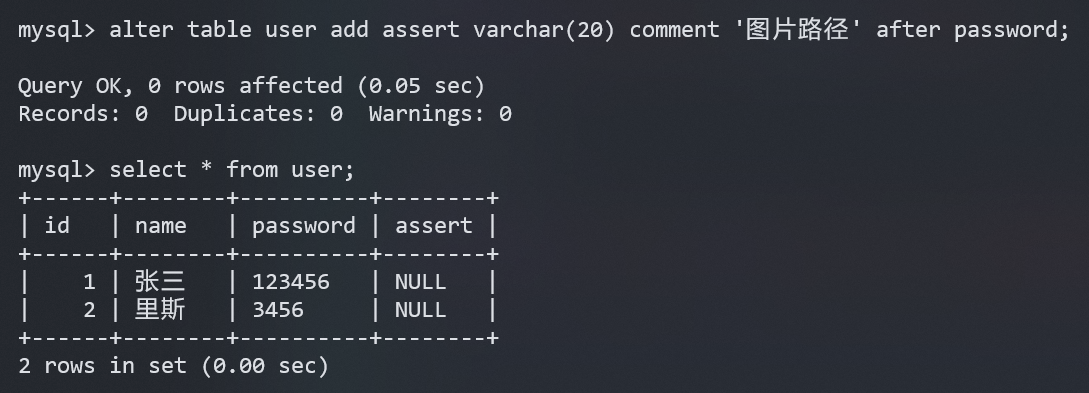 mysql> alter table user add assert varchar(20) comment '图片路径' after password;
Query OK, 0 rows affected (0.05 sec)
Records: 0  Duplicates: 0  Warnings: 0
mysql> select * from user;
+------+--------+----------+--------+
| id   | name   | password | assert |
+------+--------+----------+--------+
|    1 | 张三   | 123456   | NULL   |
|    2 | 里斯   | 3456     | NULL   |
+------+--------+----------+--------+
2 rows in set (0.00 sec)